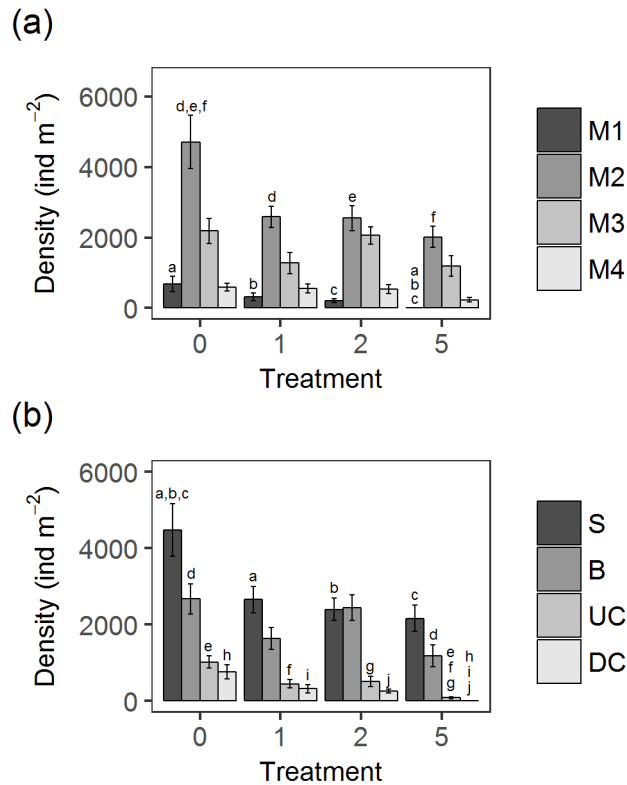 (a)
Density (ind m⁻²)
6000
4000
2000
0
d,e,f
a
d
b
e
c
f
a
b
c
0 1 2 5
Treatment
M1
M2
M3
M4
(b)
Density (ind m⁻²)
6000
4000
2000
0
a,b,c
d
e
h
a
f
i
b
g
j
c
d
e
f
g
h
i
j
0 1 2 5
Treatment
S
B
UC
DC